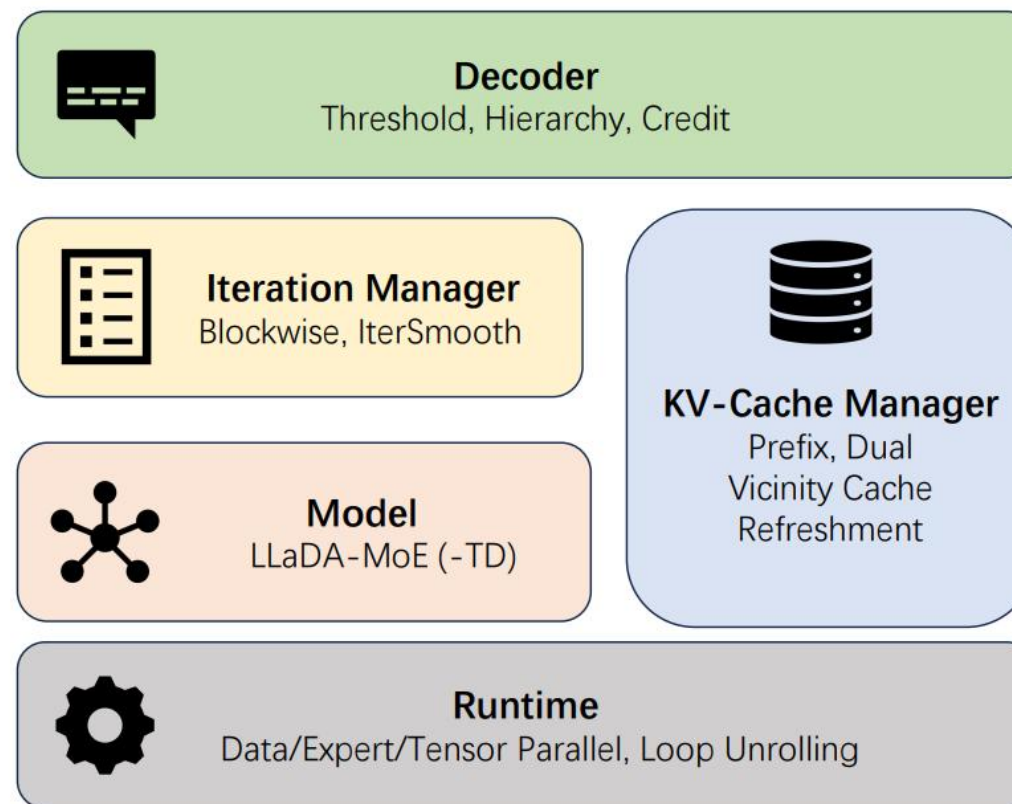 Decoder
Threshold, Hierarchy, Credit
Iteration Manager
Blockwise, IterSmooth
KV-Cache Manager
Prefix, Dual
Vicinity Cache
Refreshment
Model
LLaDA-MoE (-TD)
Runtime
Data/Expert/Tensor Parallel, Loop Unrolling